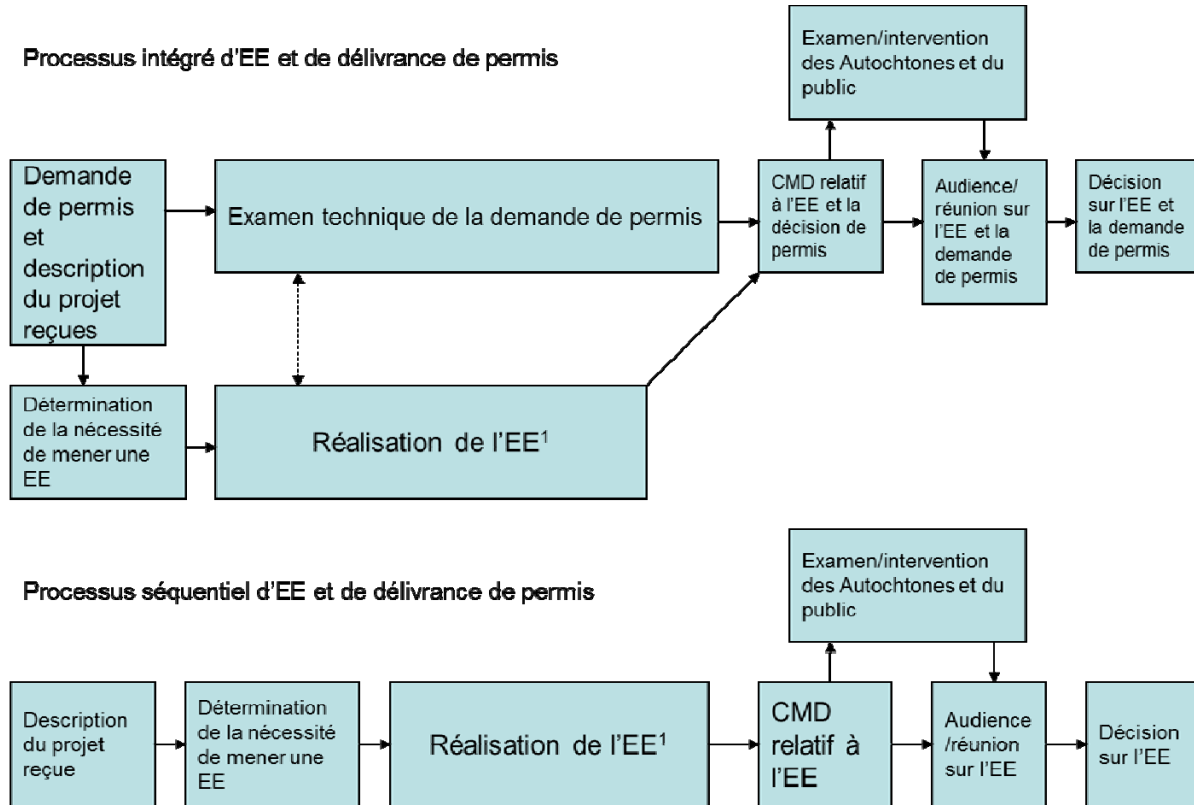 Processus intégré d'EE et de délivrance de permis
Examen/intervention
des Autochtones et du
public
Demande
de permis
et
description
du projet
reçues
Examen technique de la demande de permis
CMD relatif
à l'EE et la
décision de
permis
Audience/
réunion sur
l'EE et la
demande
de permis
Décision
sur l'EE et
la demande
de permis
Détermination
de la nécessité
de mener une
EE
Réalisation de l'EE¹
Processus séquentiel d'EE et de délivrance de permis
Examen/intervention
des Autochtones et du
public
Description
du projet
reçue
Détermination
de la nécessité
de mener une
EE
Réalisation de l'EE¹
CMD
relatif à
l'EE
Audience
/réunion
sur l'EE
Décision
sur l'EE